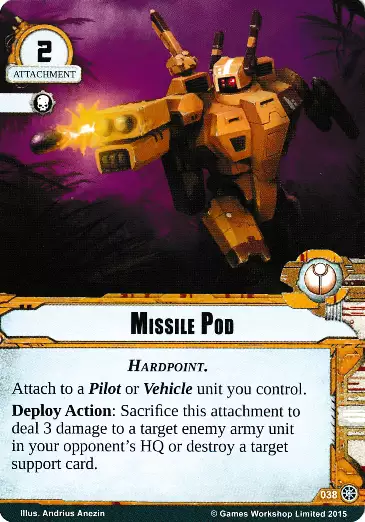 2
ATTACHMENT
MISSILE POD
HARDPOINT.
Attach to a Pilot or Vehicle unit you control.
Deploy Action: Sacrifice this attachment to
deal 3 damage to a target enemy army unit
in your opponent's HQ or destroy a target
support card.
038
Illus. Andrius Anezin
© Games Workshop Limited 2015